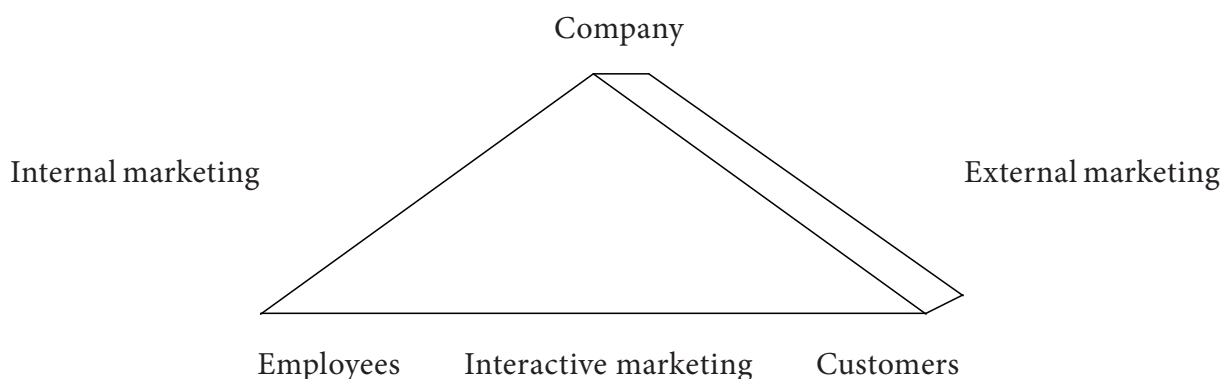 Company
Internal marketing
External marketing
Employees
Interactive marketing
Customers